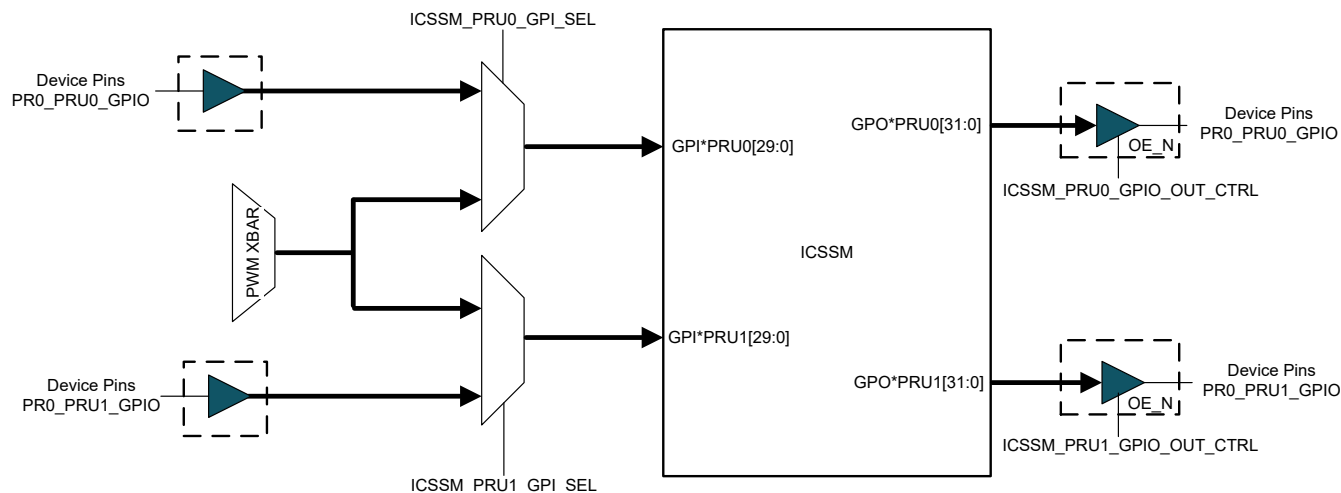 ICSSM_PRU0_GPI_SEL
Device Pins
PR0_PRU0_GPIO
GPI*PRU0[29:0]
GPO*PRU0[31:0]
OE_N
Device Pins
PR0_PRU0_GPIO
ICSSM_PRU0_GPIO_OUT_CTRL
PWM XBAR
ICSSM
GPI*PRU1[29:0]
Device Pins
PR0_PRU1_GPIO
GPO*PRU1[31:0]
OE_N
Device Pins
PR0_PRU1_GPIO
ICSSM_PRU1_GPIO_OUT_CTRL
ICSSM_PRU1_GPI_SEL